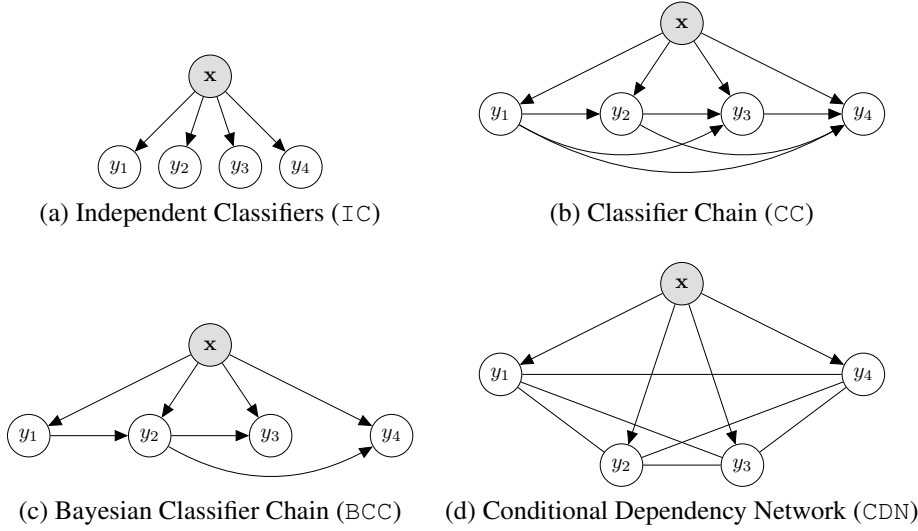 x
y1 y2 y3 y4
(a) Independent Classifiers (IC)
x
y1 y2 y3 y4
(b) Classifier Chain (CC)
x
y1 y2 y3 y4
(c) Bayesian Classifier Chain (BCC)
x
y1 y4
y2 y3
(d) Conditional Dependency Network (CDN)